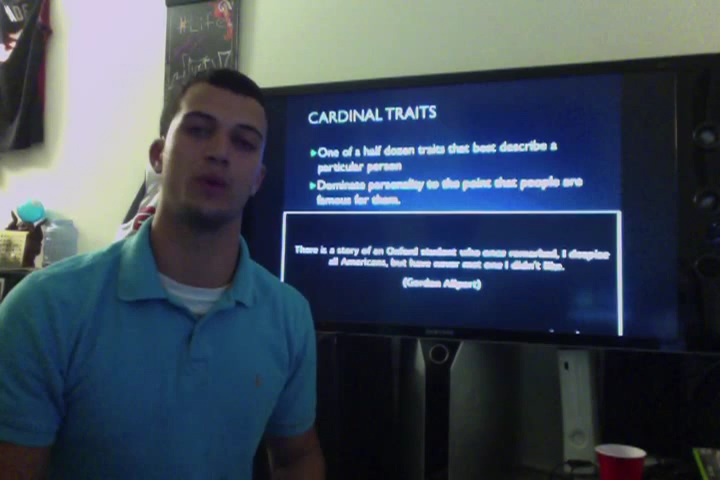 #Life
CARDINAL TRAITS
One of a half dozen traits that best describe a
particular person
Dominate personality to the point that people are
famous for them.
There is a story of an Oxford student who once remarked, I despise
all Americans, but have never met one I didn't like.
(Gordon Allport)
SAMSUNG